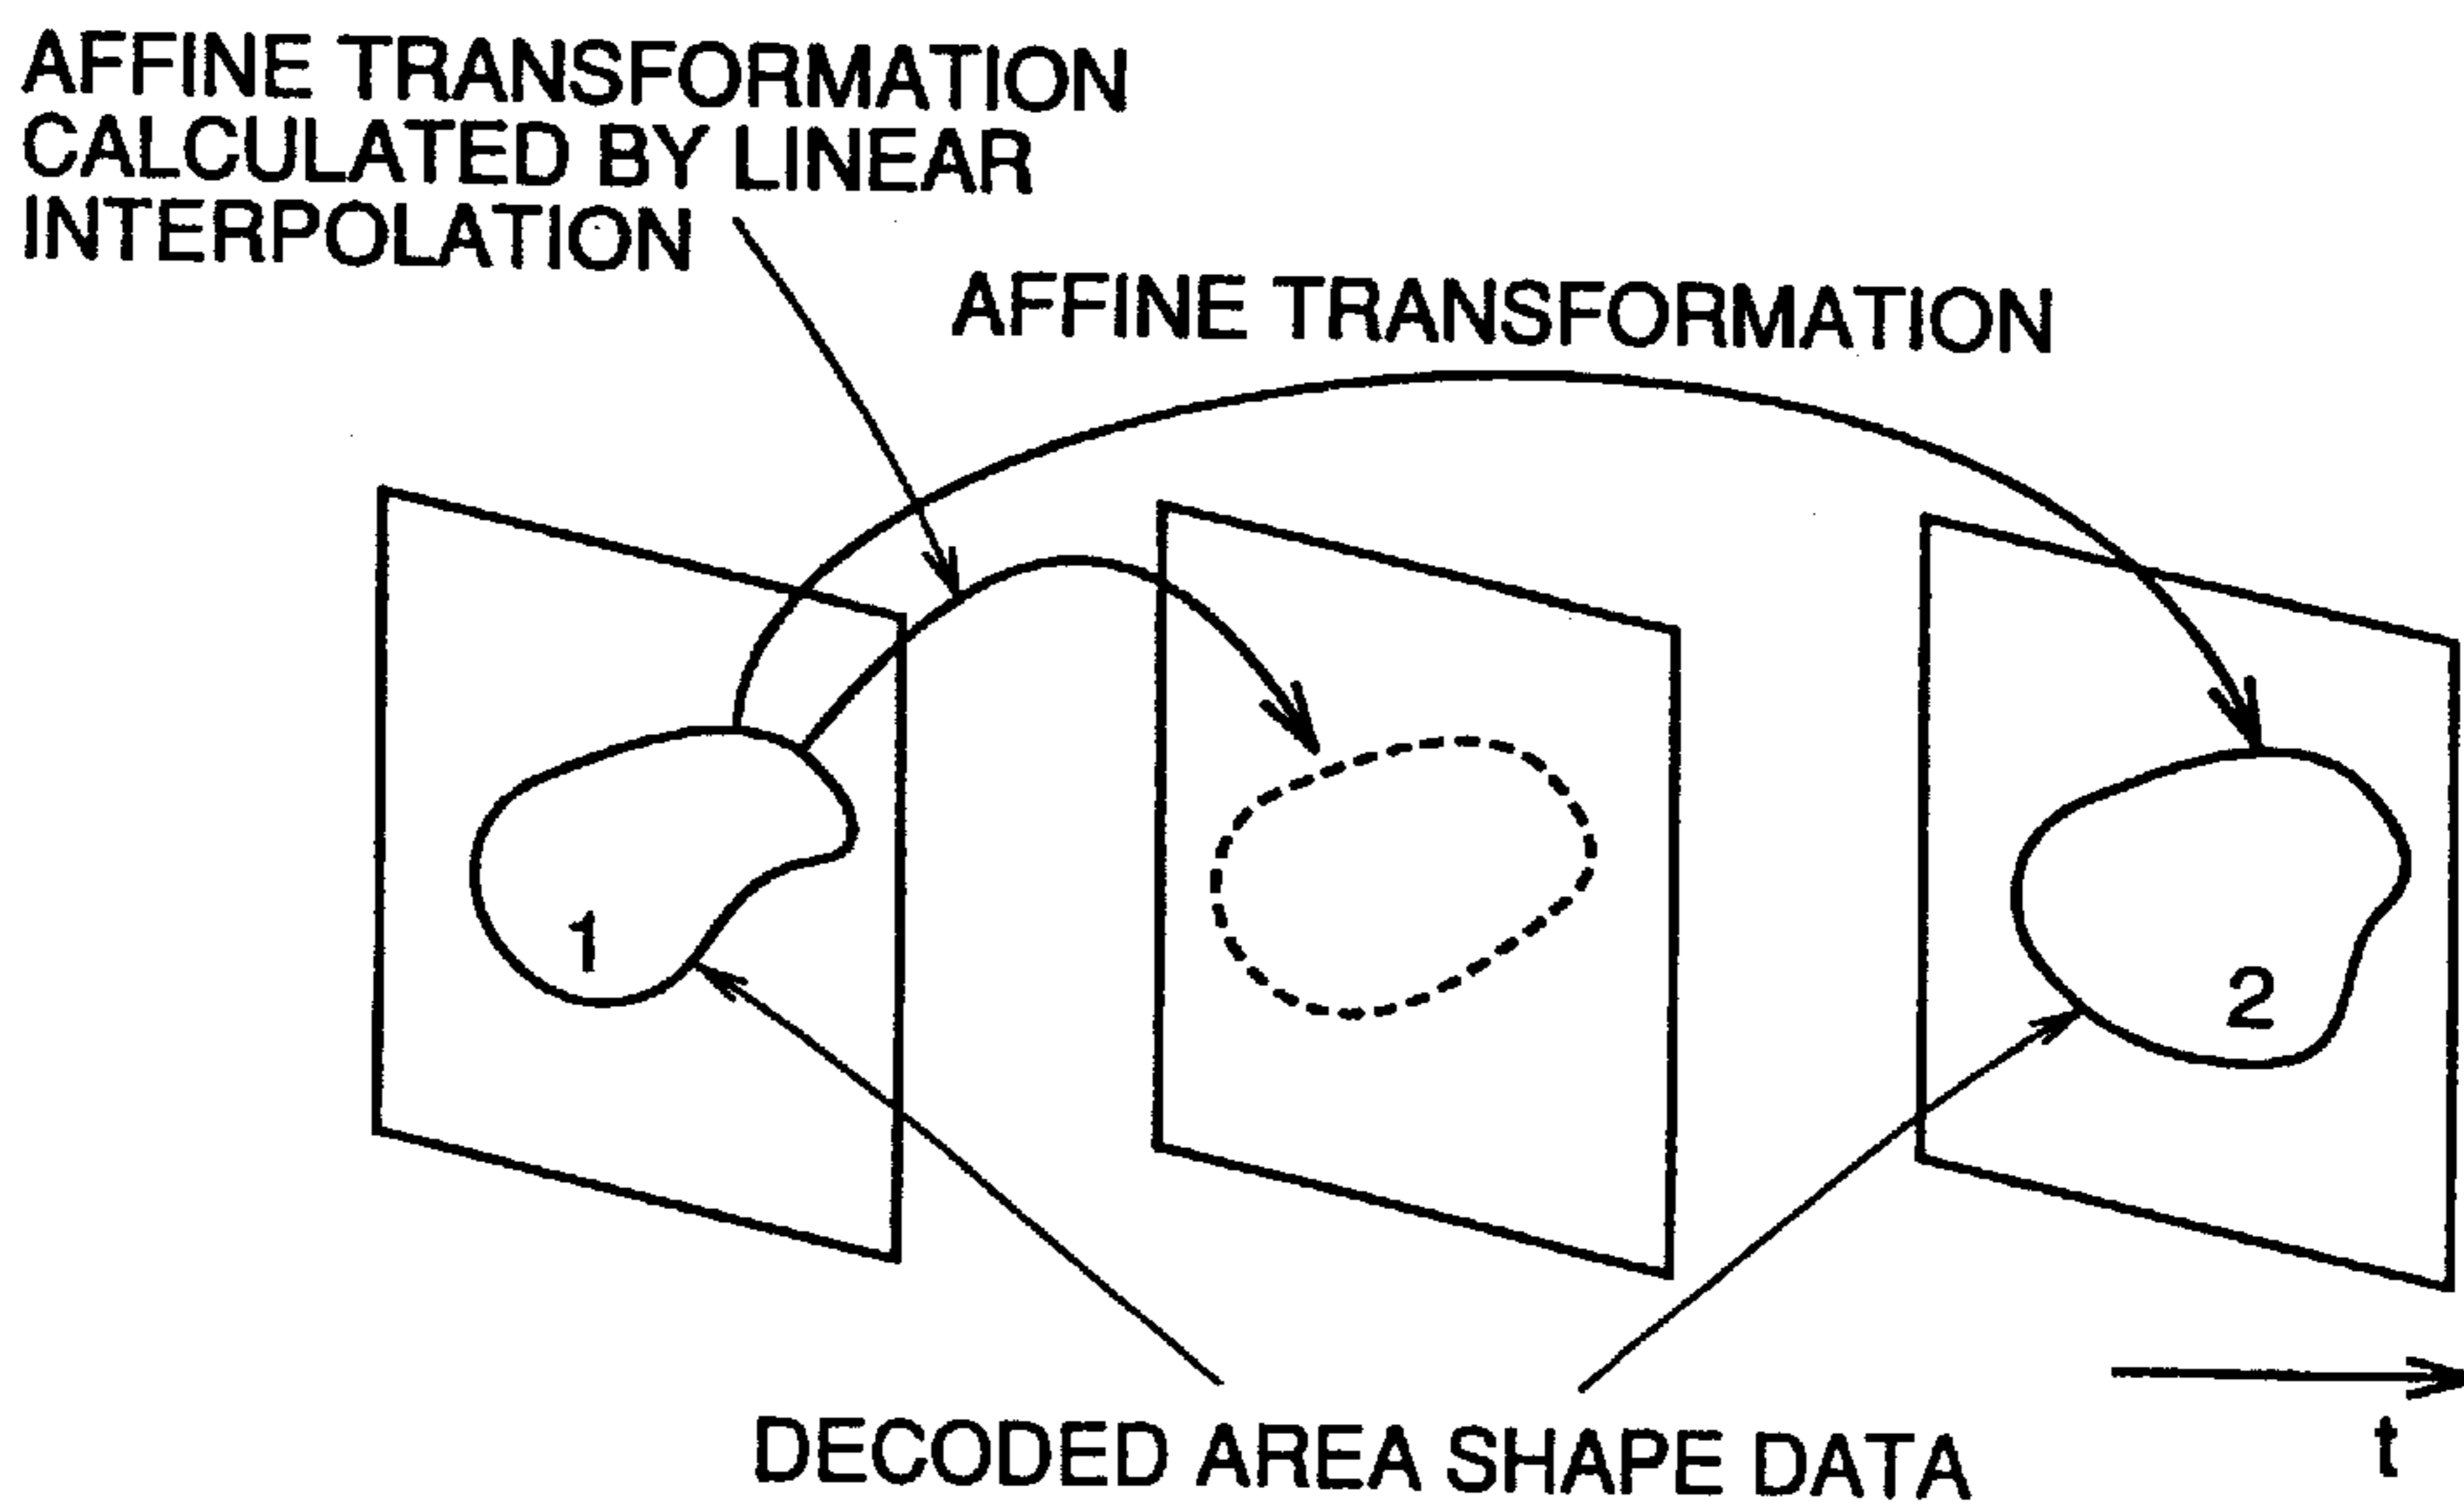 AFFINE TRANSFORMATION
CALCULATED BY LINEAR
INTERPOLATION
AFFINE TRANSFORMATION
1
2
DECODED AREA SHAPE DATA
t